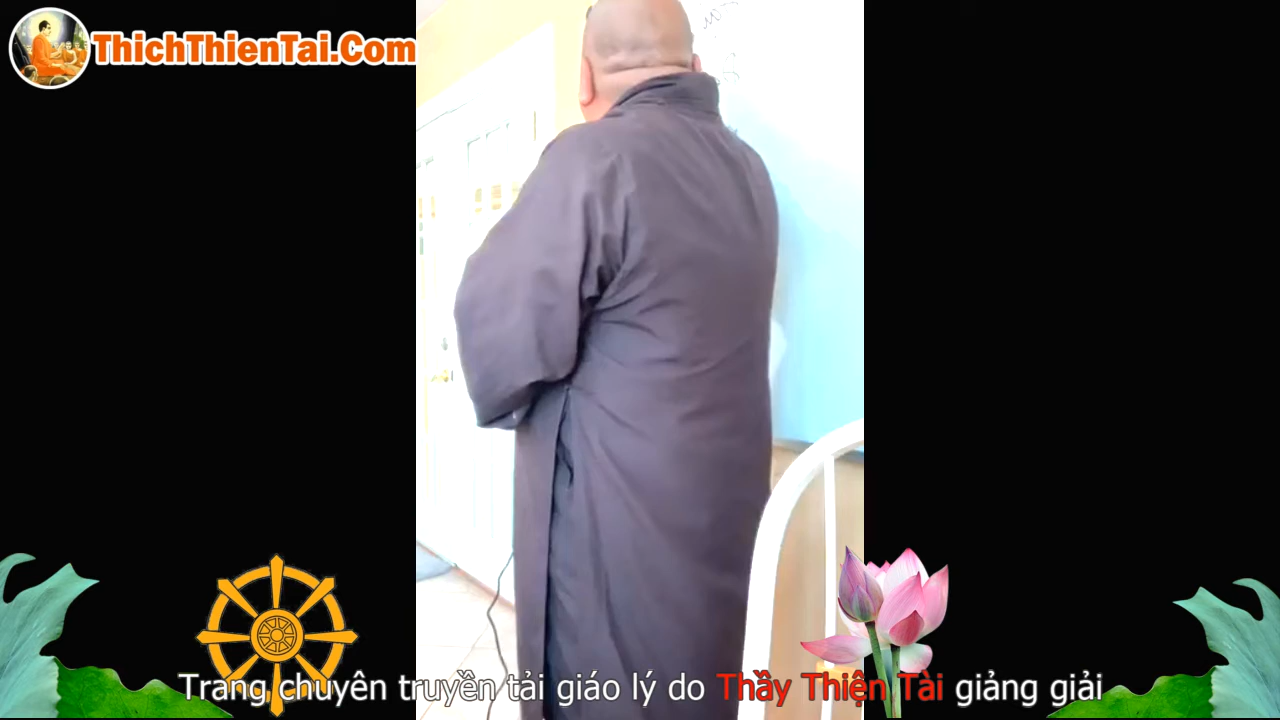 ThichThienTai.Com
Trang chuyên truyền tải giáo lý do Thầy Thiện Tài giảng giải